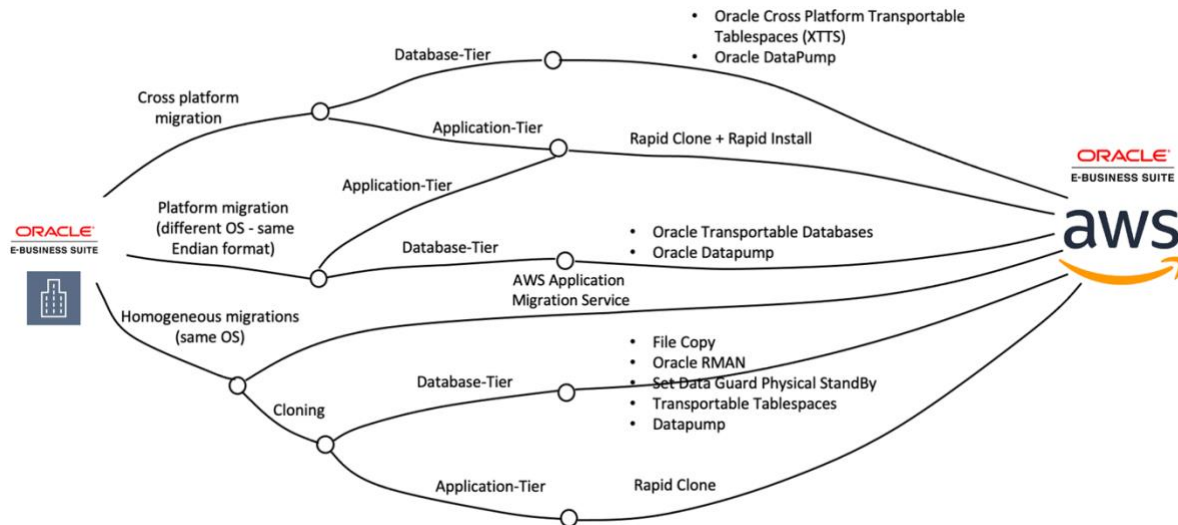 • Oracle Cross Platform Transportable
Tablespaces (XTTS)
• Oracle DataPump
Database-Tier
Cross platform
migration
Application-Tier
Rapid Clone + Rapid Install
ORACLE
E-BUSINESS SUITE
aws
Application-Tier
Platform migration
(different OS - same
Endian format)
ORACLE
E-BUSINESS SUITE
Database-Tier
• Oracle Transportable Databases
• Oracle Datapump
AWS Application
Migration Service
Homogeneous migrations
(same OS)
• File Copy
• Oracle RMAN
• Set Data Guard Physical StandBy
• Transportable Tablespaces
• Datapump
Database-Tier
Cloning
Application-Tier
Rapid Clone